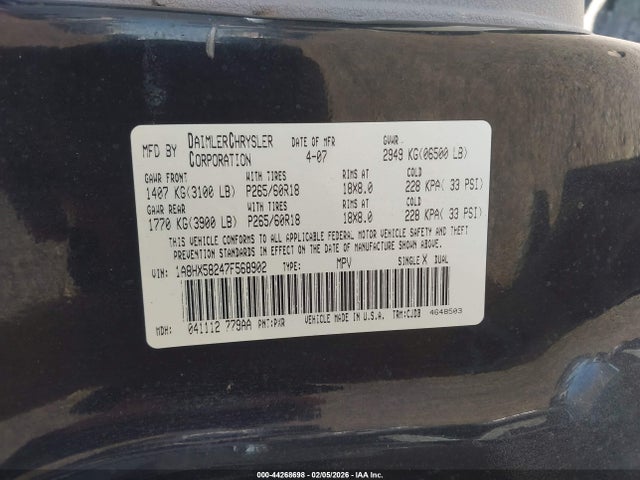 MFD BY DAIMLERCHRYSLER CORPORATION DATE OF MFR 4-07 GVWR 2949 KG(06500 LB)
GAWR FRONT WITH TIRES RIMS AT COLD
1407 KG(3100 LB) P265/60R18 18X8.0 228 KPA( 33 PSI)
GAWR REAR WITH TIRES RIMS AT COLD
1770 KG(3900 LB) P265/60R18 18X8.0 228 KPA( 33 PSI)
THIS VEHICLE CONFORMS TO ALL APPLICABLE FEDERAL MOTOR VEHICLE SAFETY, BUMPER, AND THEFT
PREVENTION STANDARDS IN EFFECT ON THE DATE OF MANUFACTURE SHOWN ABOVE.
VIN: 1A8HX58247F568902 TYPE: MPV SINGLE X DUAL
MDH: 041112 779AA PNT:PXR VEHICLE MADE IN U.S.A. TRM:CJD3 4648503
000-44268698 - 02/05/2026 - IAA Inc.